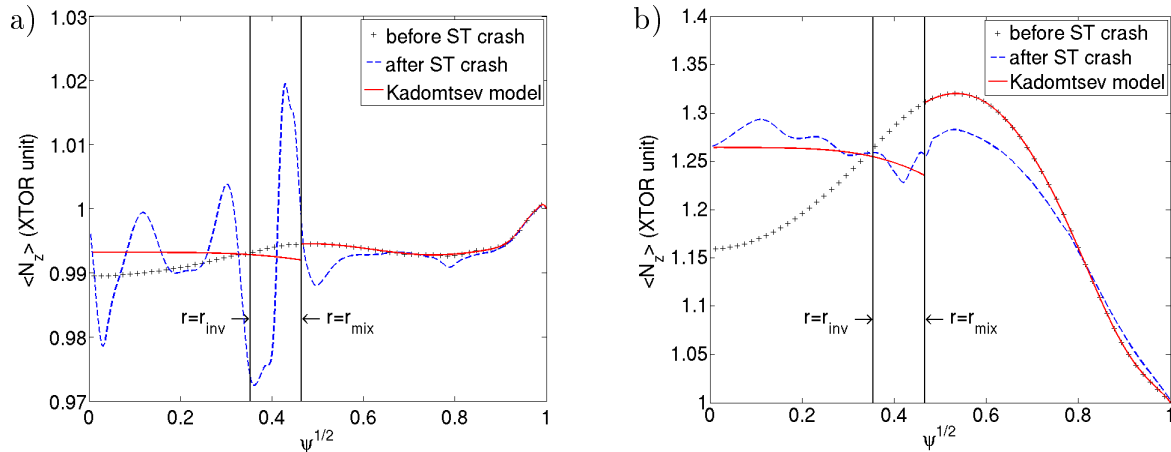 a)
1.03
1.02
1.01
1
0.99
0.98
0.97
<N_Z> (XTOR unit)
before ST crash
after ST crash
Kadomtsev model
r=r_inv
r=r_mix
0 0.2 0.4 0.6 0.8 1
ψ^1/2
b)
1.4
1.35
1.3
1.25
1.2
1.15
1.1
1.05
1
<N_Z> (XTOR unit)
before ST crash
after ST crash
Kadomtsev model
r=r_inv
r=r_mix
0 0.2 0.4 0.6 0.8 1
ψ^1/2